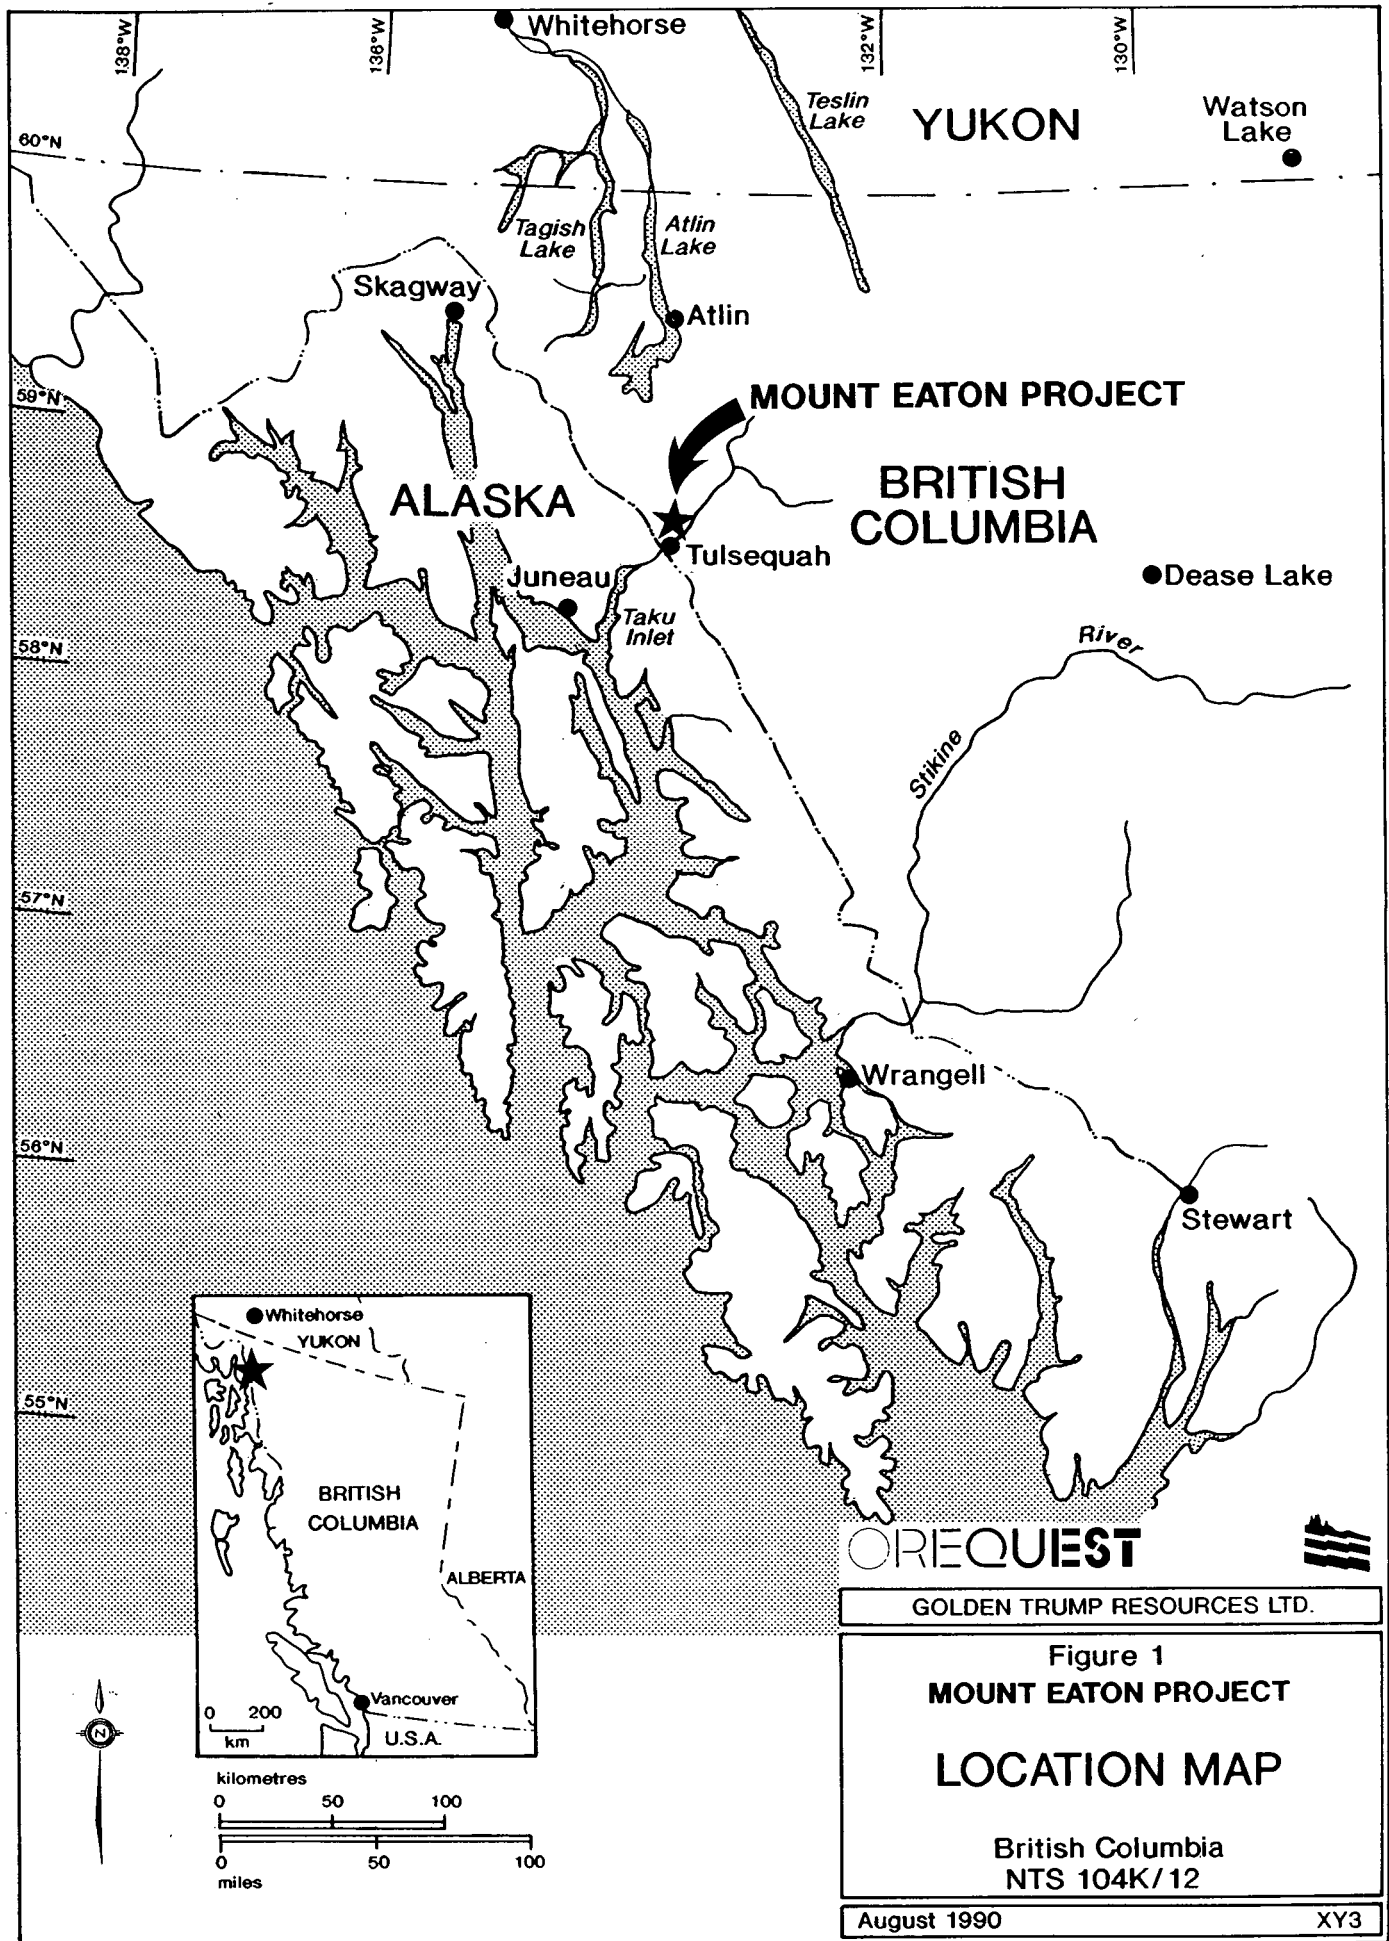 138°W
136°W
132°W
130°W
Whitehorse
Teslin
Lake
YUKON
Watson
Lake
60°N
Tagish
Lake
Atlin
Lake
Skagway
Atlin
59°N
MOUNT EATON PROJECT
ALASKA
BRITISH
COLUMBIA
Tulsequah
Juneau
Dease Lake
Taku
Inlet
58°N
River
Stikine
57°N
Wrangell
56°N
Stewart
55°N
Whitehorse
YUKON
BRITISH
COLUMBIA
ALBERTA
Vancouver
0 200
km
U.S.A.
N
kilometres
0 50 100
0 50 100
miles
OREQUEST
GOLDEN TRUMP RESOURCES LTD.
Figure 1
MOUNT EATON PROJECT
LOCATION MAP
British Columbia
NTS 104K/12
August 1990 XY3